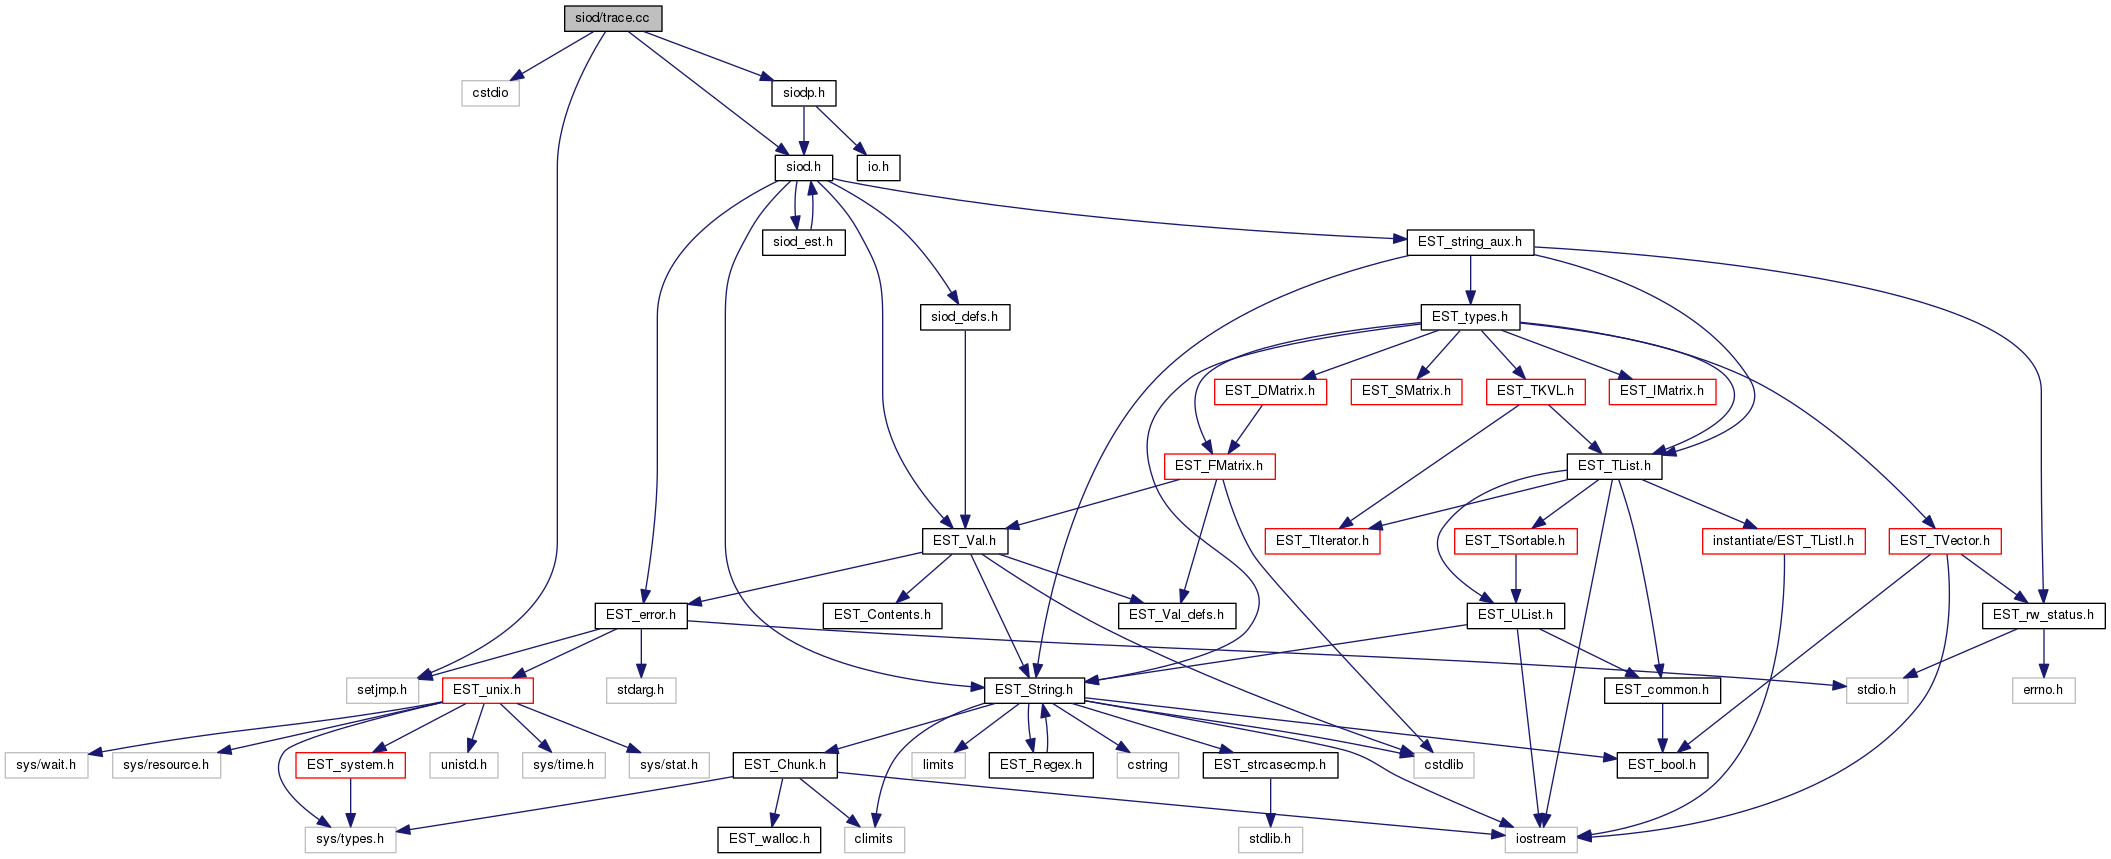 siod/trace.cc
cstdio
siodp.h
siod.h
io.h
siod_est.h
EST_string_aux.h
siod_defs.h
EST_types.h
EST_DMatrix.h
EST_SMatrix.h
EST_TKVL.h
EST_IMatrix.h
EST_FMatrix.h
EST_TList.h
EST_Val.h
EST_TIterator.h
EST_TSortable.h
instantiate/EST_TListI.h
EST_TVector.h
EST_error.h
EST_Contents.h
EST_Val_defs.h
EST_UList.h
EST_rw_status.h
setjmp.h
EST_unix.h
stdarg.h
EST_String.h
EST_common.h
stdio.h
errno.h
sys/wait.h
sys/resource.h
EST_system.h
unistd.h
sys/time.h
sys/stat.h
EST_Chunk.h
limits
EST_Regex.h
cstring
EST_strcasecmp.h
cstdlib
EST_bool.h
sys/types.h
EST_walloc.h
climits
stdlib.h
iostream